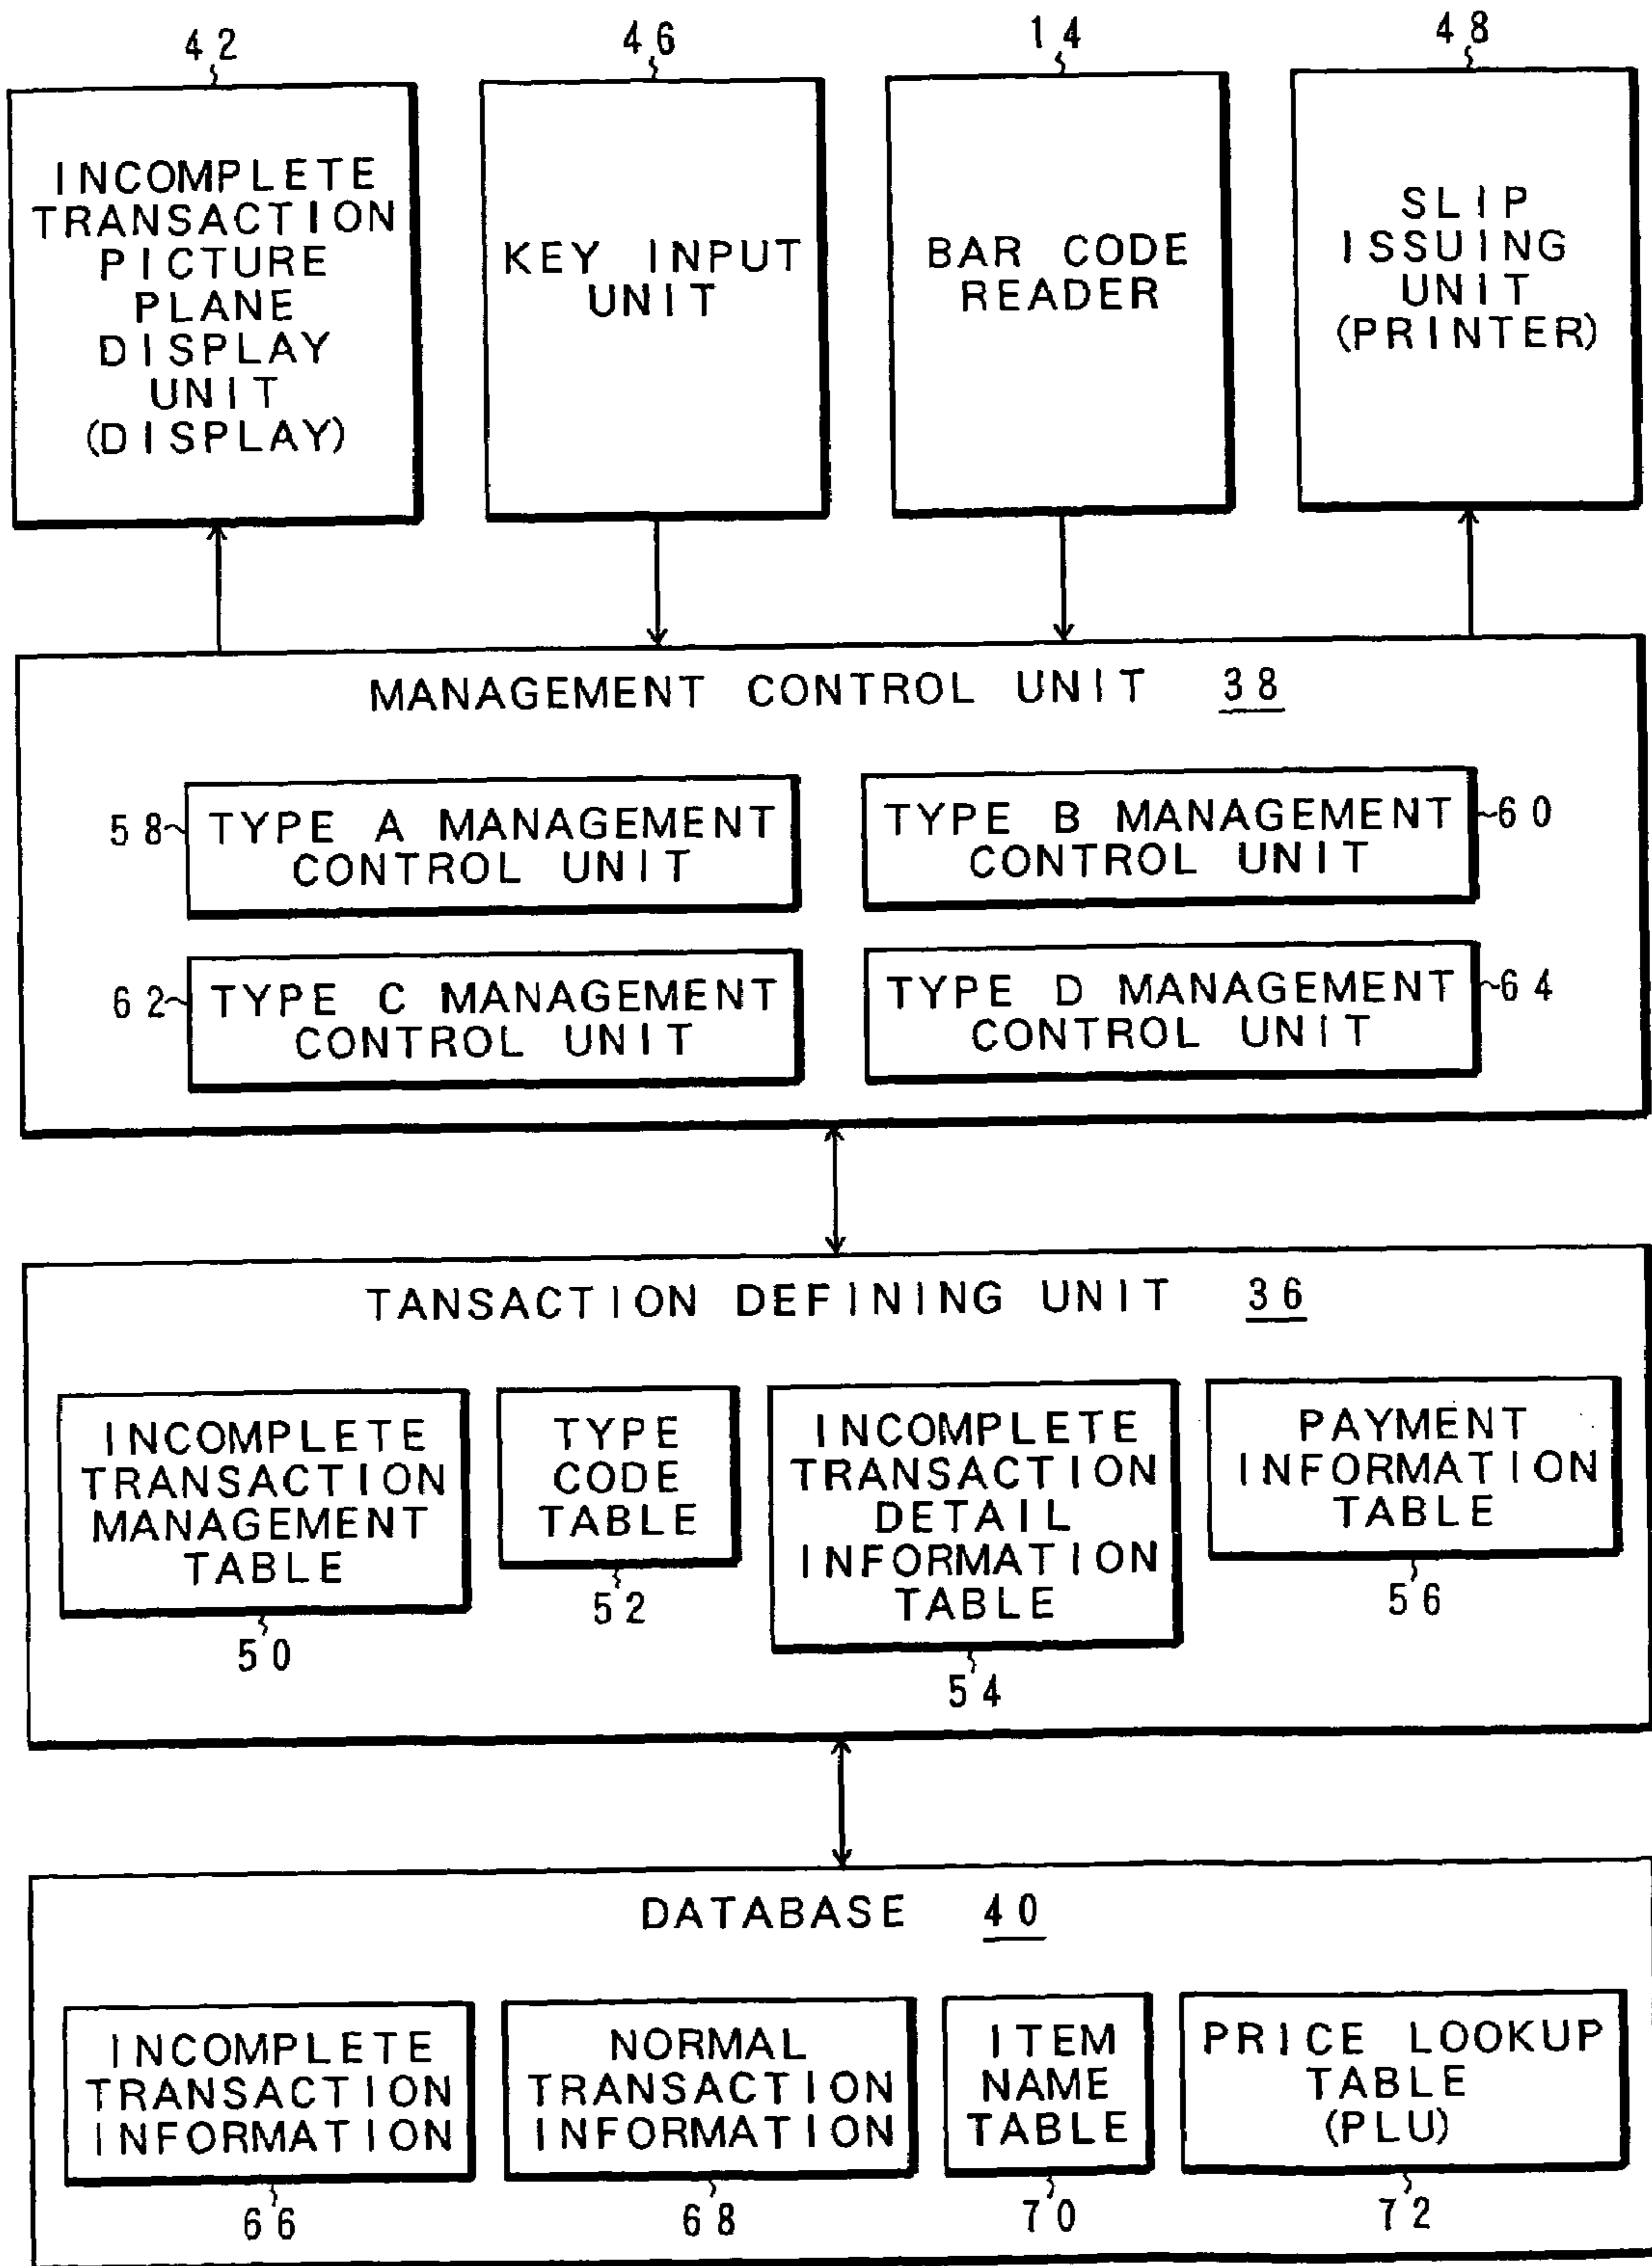 42
46
14
48
INCOMPLETE
TRANSACTION
PICTURE
PLANE
DISPLAY
UNIT
(DISPLAY)
KEY INPUT
UNIT
BAR CODE
READER
SLIP
ISSUING
UNIT
(PRINTER)
MANAGEMENT CONTROL UNIT 38
58
TYPE A MANAGEMENT
CONTROL UNIT
TYPE B MANAGEMENT
CONTROL UNIT
60
62
TYPE C MANAGEMENT
CONTROL UNIT
TYPE D MANAGEMENT
CONTROL UNIT
64
TANSACTION DEFINING UNIT 36
INCOMPLETE
TRANSACTION
MANAGEMENT
TABLE
50
TYPE
CODE
TABLE
52
INCOMPLETE
TRANSACTION
DETAIL
INFORMATION
TABLE
54
PAYMENT
INFORMATION
TABLE
56
DATABASE 40
INCOMPLETE
TRANSACTION
INFORMATION
66
NORMAL
TRANSACTION
INFORMATION
68
ITEM
NAME
TABLE
70
PRICE LOOKUP
TABLE
(PLU)
72